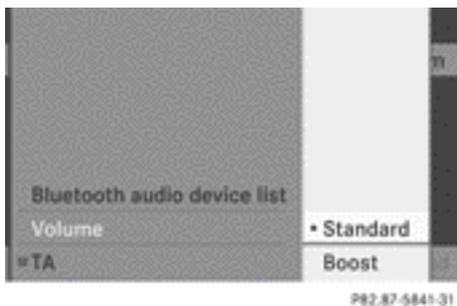 Bluetooth audio device list
Volume
• Standard
TA
Boost
P82.87-5841-31